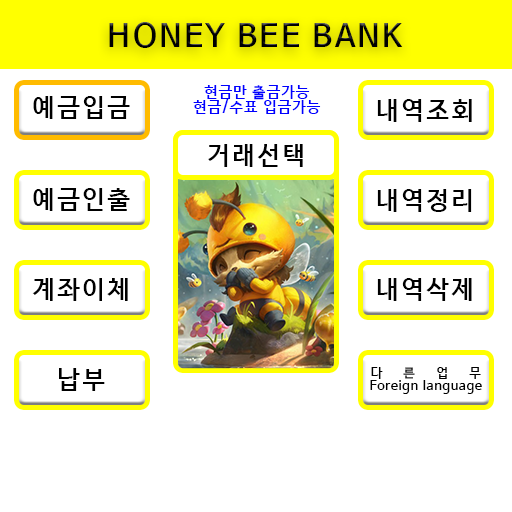 HONEY BEE BANK
현금만 출금가능
현금/수표 입금가능
거래선택
예금입금
예금인출
계좌이체
납부
내역조회
내역정리
내역삭제
다 른 업 무
Foreign language